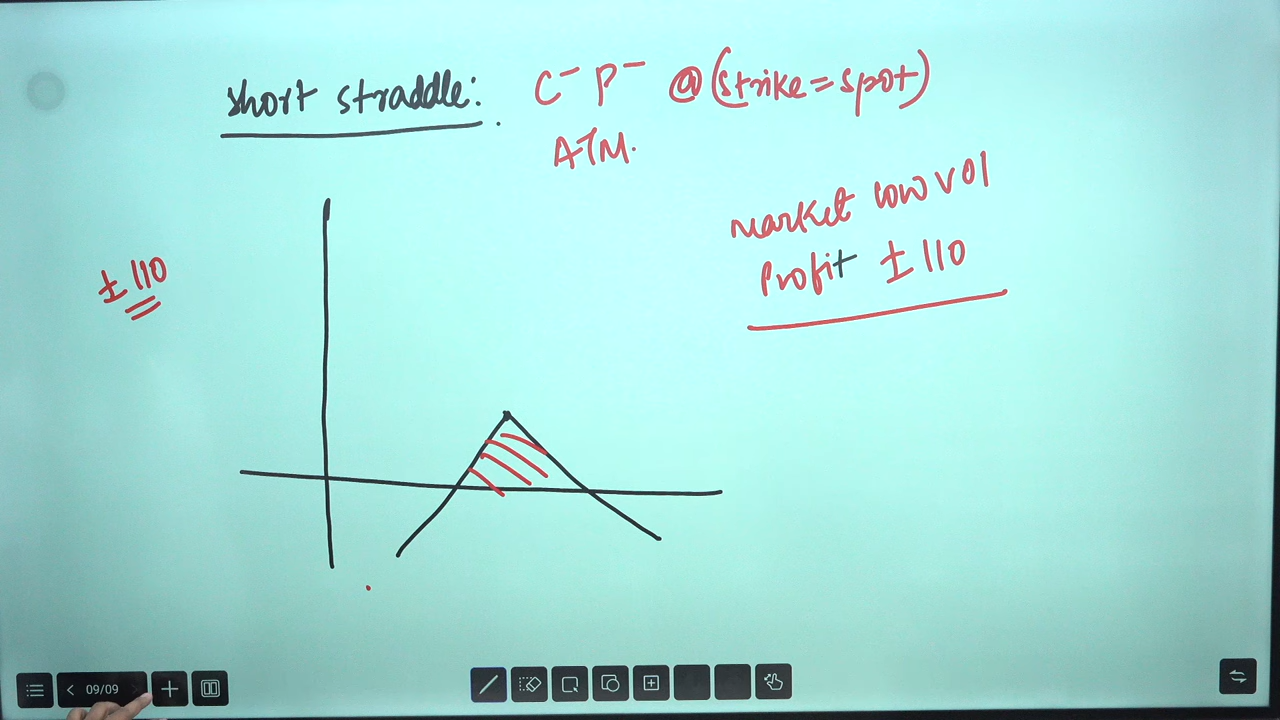 short straddle: C⁻ P⁻ @(strike=spot)
ATM.
market low vol
Profit ± 110
± 110
09/09